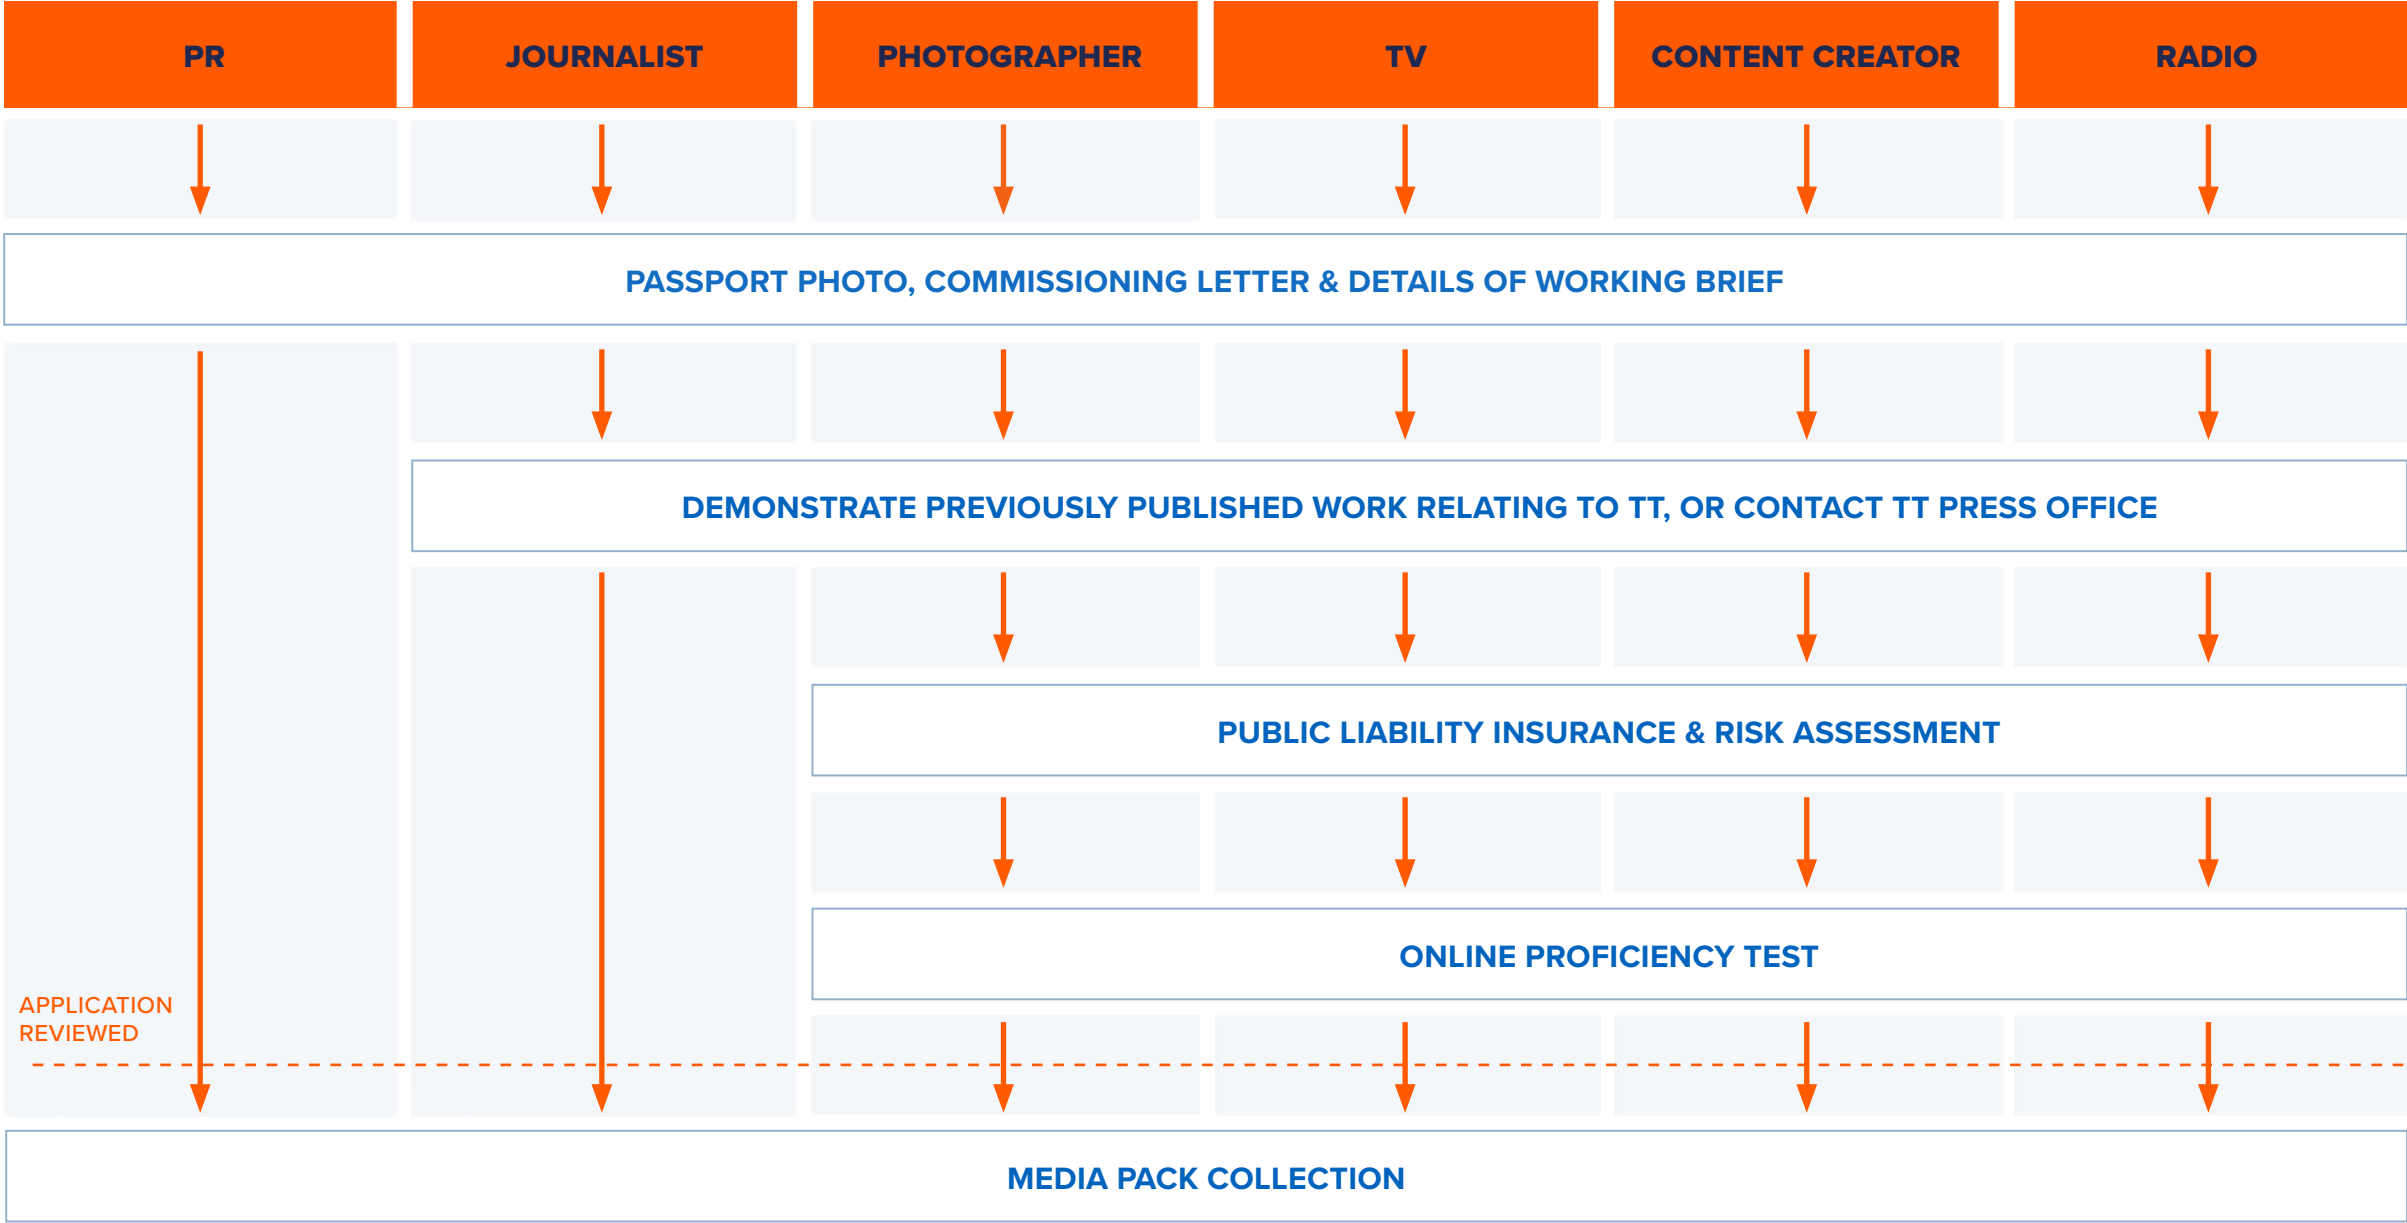 PR
JOURNALIST
PHOTOGRAPHER
TV
CONTENT CREATOR
RADIO
PASSPORT PHOTO, COMMISSIONING LETTER & DETAILS OF WORKING BRIEF
DEMONSTRATE PREVIOUSLY PUBLISHED WORK RELATING TO TT, OR CONTACT TT PRESS OFFICE
PUBLIC LIABILITY INSURANCE & RISK ASSESSMENT
ONLINE PROFICIENCY TEST
APPLICATION
REVIEWED
MEDIA PACK COLLECTION